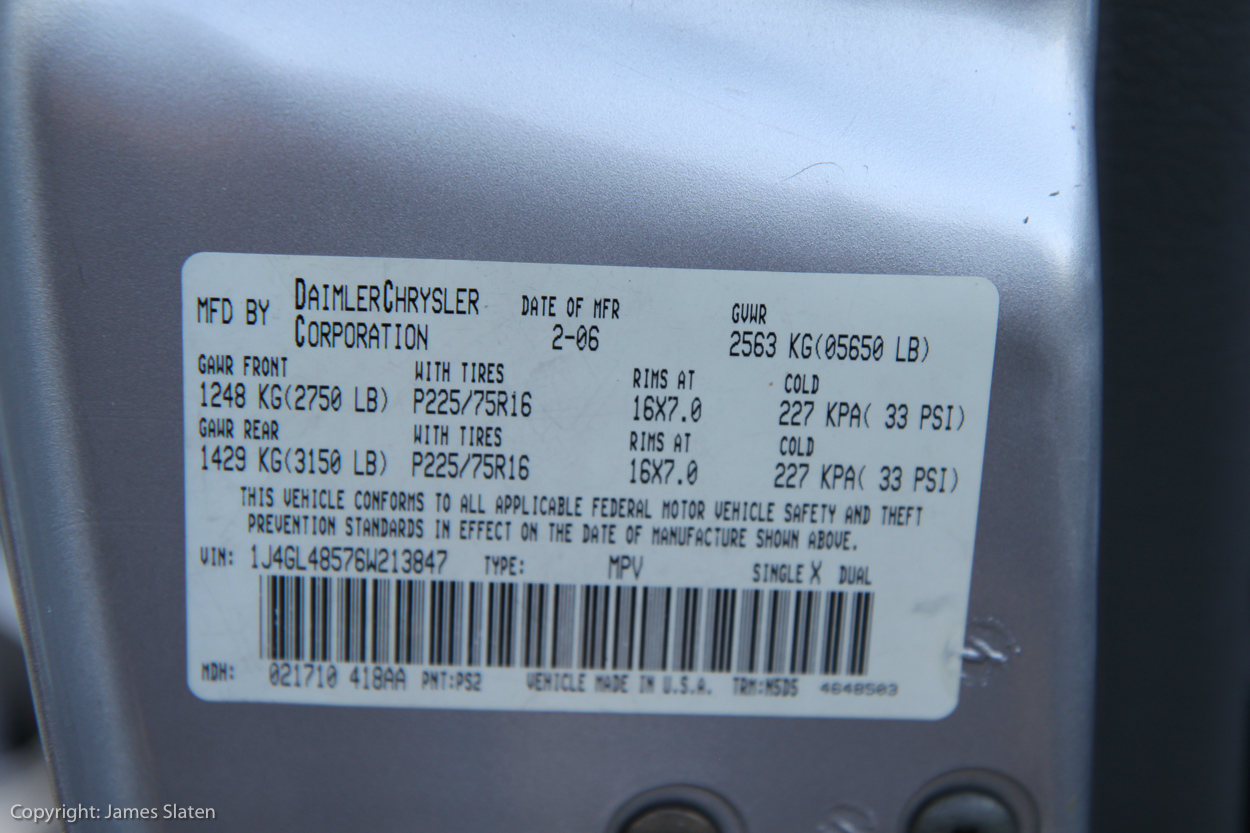 MFD BY DAIMLERCHRYSLER CORPORATION DATE OF MFR 2-06 GVWR 2563 KG(05650 LB)
GAWR FRONT WITH TIRES RIMS AT COLD
1248 KG(2750 LB) P225/75R16 16X7.0 227 KPA( 33 PSI)
GAWR REAR WITH TIRES RIMS AT COLD
1429 KG(3150 LB) P225/75R16 16X7.0 227 KPA( 33 PSI)
THIS VEHICLE CONFORMS TO ALL APPLICABLE FEDERAL MOTOR VEHICLE SAFETY AND THEFT
PREVENTION STANDARDS IN EFFECT ON THE DATE OF MANUFACTURE SHOWN ABOVE.
VIN: 1J4GL48576W213847 TYPE: MPV SINGLE X DUAL
MDH: 021710 418AA PNT:PS2 VEHICLE MADE IN U.S.A. TRM:N5D5 4648503
Copyright: James Slaten